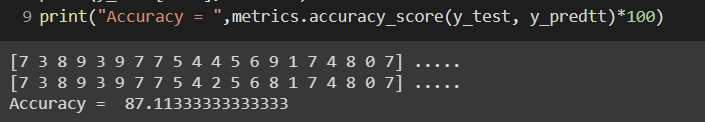 9 print("Accuracy = ",metrics.accuracy_score(y_test, y_predtt)*100)
[7 3 8 9 3 9 7 7 5 4 4 5 6 9 1 7 4 8 0 7] .....
[7 3 8 9 3 9 7 7 5 4 2 5 6 8 1 7 4 8 0 7] .....
Accuracy =  87.11333333333333